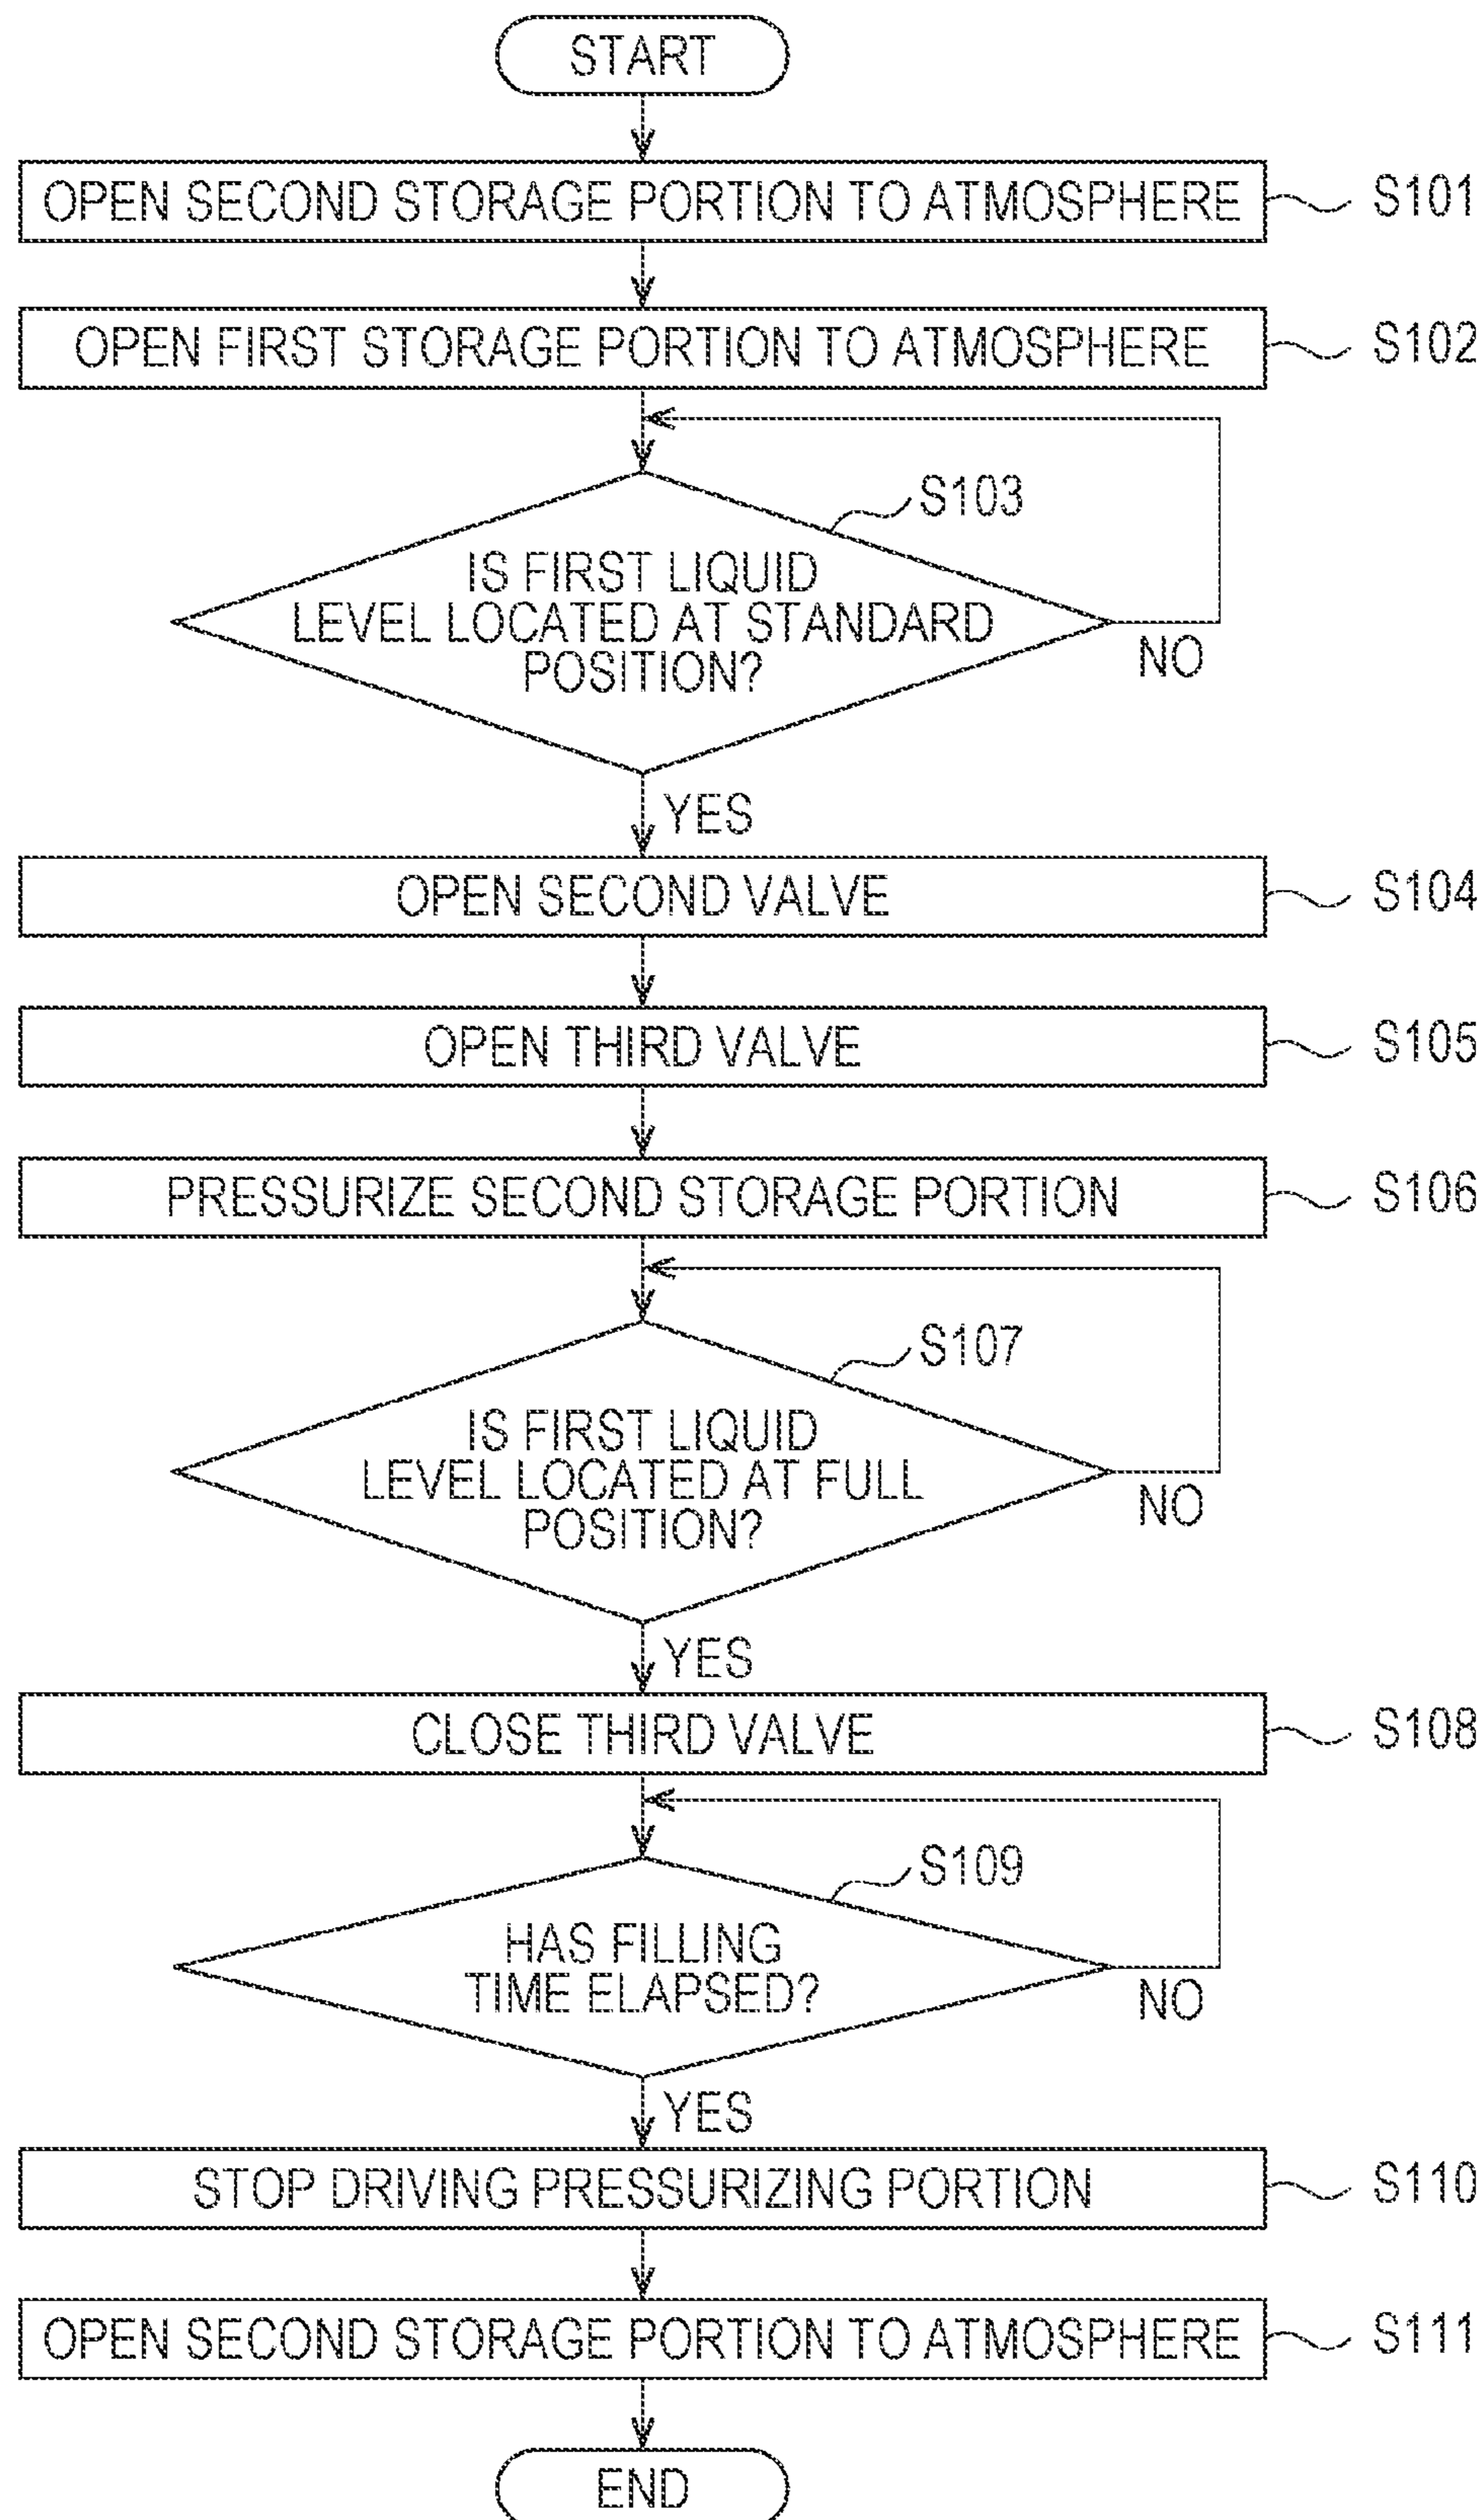 START
OPEN SECOND STORAGE PORTION TO ATMOSPHERE
S101
OPEN FIRST STORAGE PORTION TO ATMOSPHERE
S102
S103
IS FIRST LIQUID
LEVEL LOCATED AT STANDARD
POSITION?
NO
YES
OPEN SECOND VALVE
S104
OPEN THIRD VALVE
S105
PRESSURIZE SECOND STORAGE PORTION
S106
S107
IS FIRST LIQUID
LEVEL LOCATED AT FULL
POSITION?
NO
YES
CLOSE THIRD VALVE
S108
S109
HAS FILLING
TIME ELAPSED?
NO
YES
STOP DRIVING PRESSURIZING PORTION
S110
OPEN SECOND STORAGE PORTION TO ATMOSPHERE
S111
END